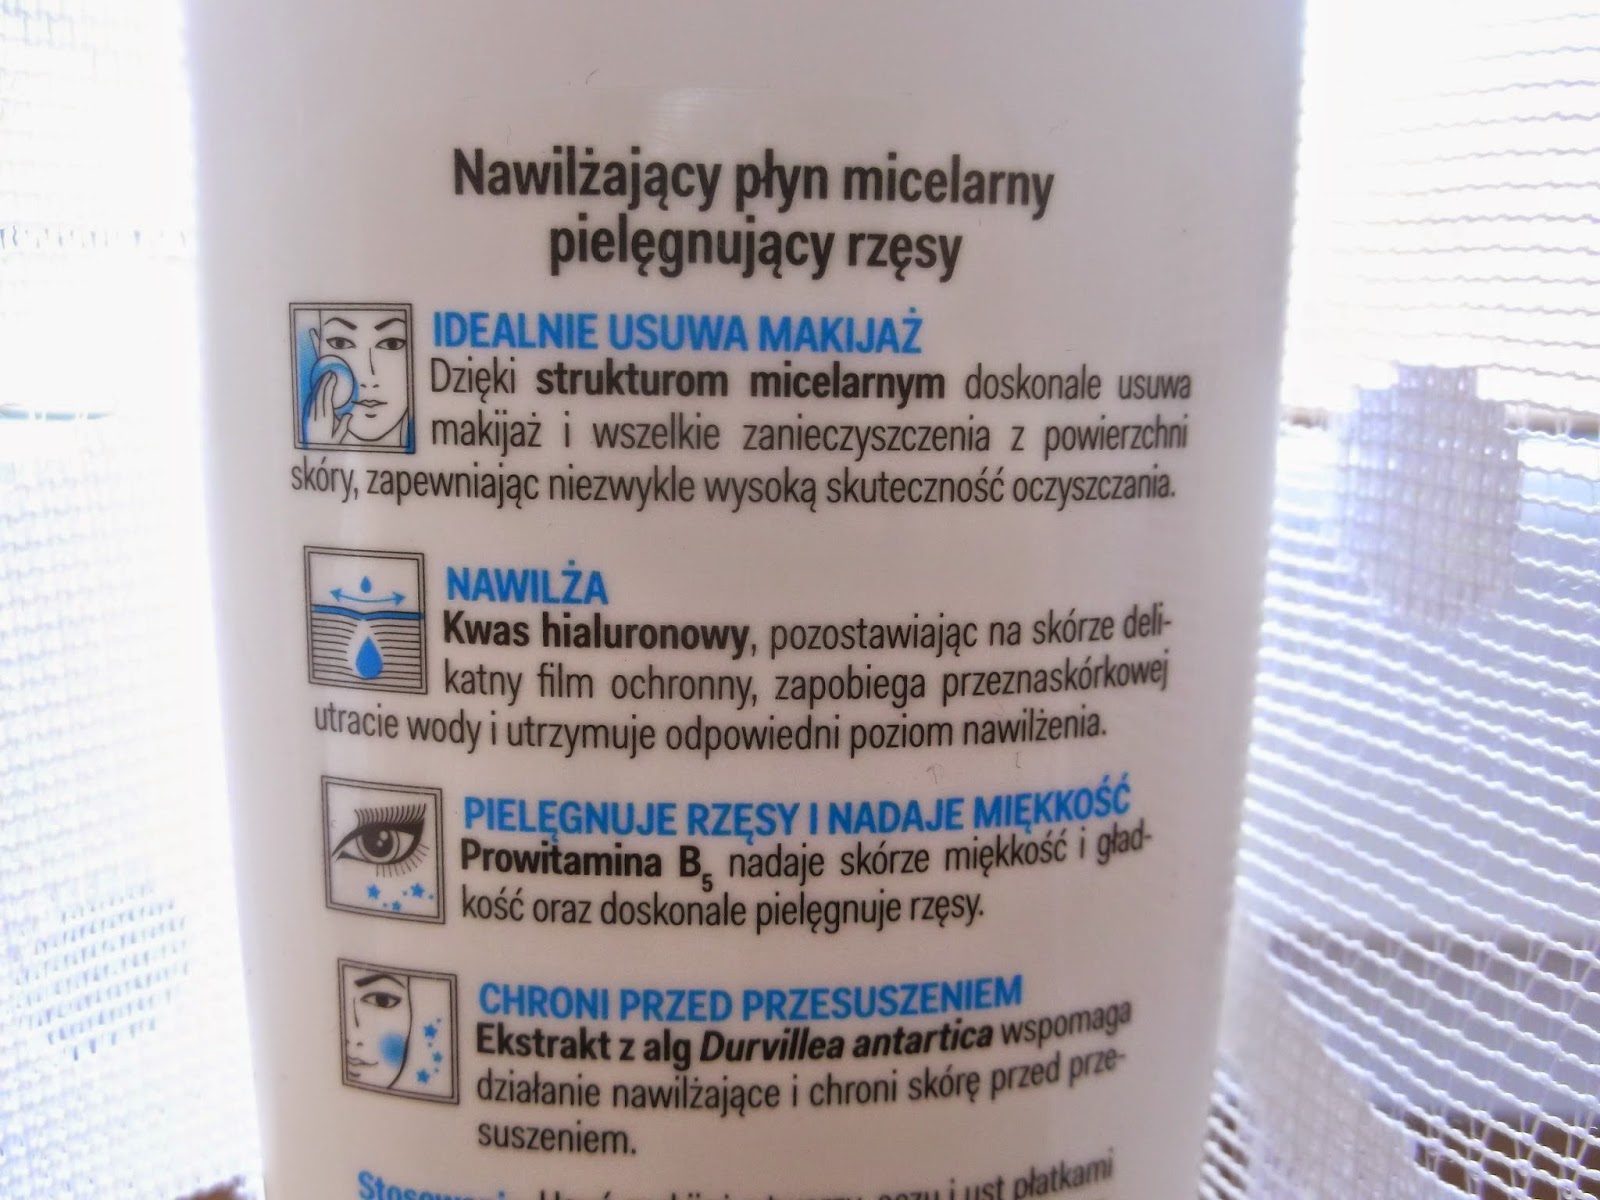 Nawilżający płyn micelarny
pielęgnujący rzęsy
IDEALNIE USUWA MAKIJAŻ
Dzięki strukturom micelarnym doskonale usuwa
makijaż i wszelkie zanieczyszczenia z powierzchni
skóry, zapewniając niezwykle wysoką skuteczność oczyszczania.
NAWILŻA
Kwas hialuronowy, pozostawiając na skórze deli-
katny film ochronny, zapobiega przeznaskórkowej
utracie wody i utrzymuje odpowiedni poziom nawilżenia.
PIELĘGNUJE RZĘSY I NADAJE MIĘKKOŚĆ
Prowitamina B5 nadaje skórze miękkość i gład-
kość oraz doskonale pielęgnuje rzęsy.
CHRONI PRZED PRZESUSZENIEM
Ekstrakt z alg Durvillea antartica wspomaga
działanie nawilżające i chroni skórę przed prze-
suszeniem.
oczu i ust płatkami